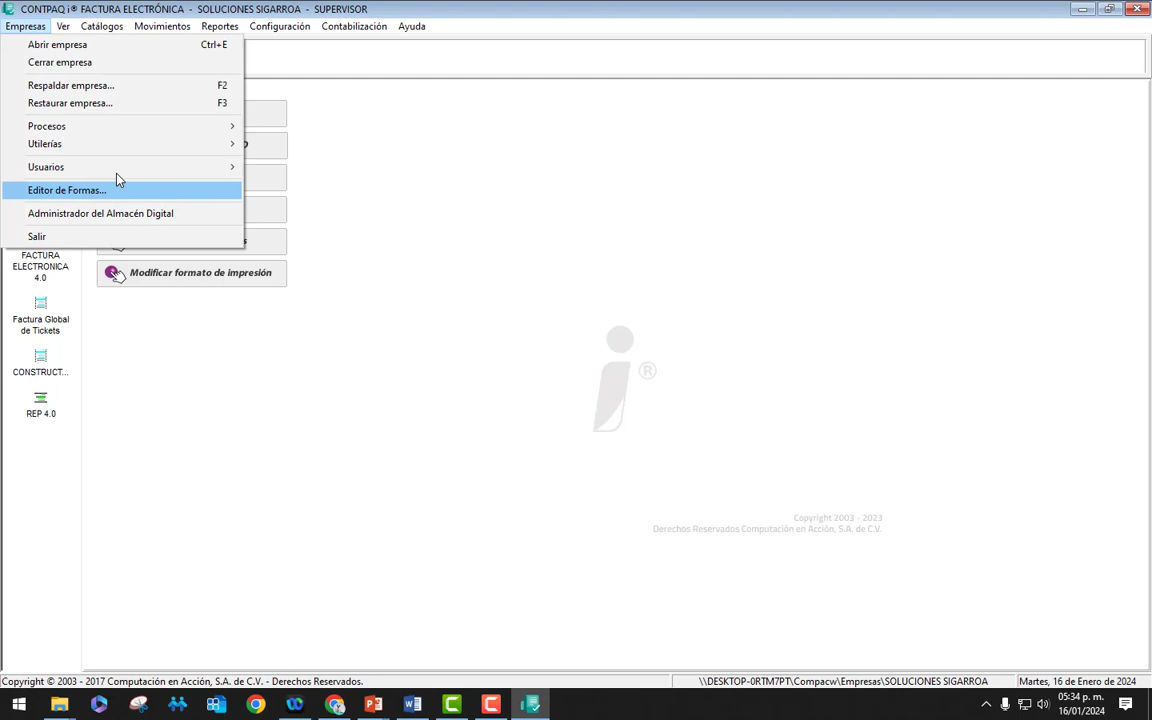 CONTPAQ i® FACTURA ELECTRÓNICA - SOLUCIONES SIGARROA - SUPERVISOR
Empresas Ver Catálogos Movimientos Reportes Configuración Contabilización Ayuda
Abrir empresa Ctrl+E
Cerrar empresa
Respaldar empresa... F2
Restaurar empresa... F3
Procesos
Utilerías
Usuarios
Editor de Formas...
Administrador del Almacén Digital
Salir
FACTURA
ELECTRONICA
4.0
Modificar formato de impresión
Factura Global
de Tickets
CONSTRUCT...
REP 4.0
i®
Copyright 2003 - 2023
Derechos Reservados Computación en Acción, S.A. de C.V.
Copyright © 2003 - 2017 Computación en Acción, S.A. de C.V. - Derechos Reservados. \\DESKTOP-0RTM7PT\Compacw\Empresas\SOLUCIONES SIGARROA Martes, 16 de Enero de 2024
05:34 p. m.
16/01/2024